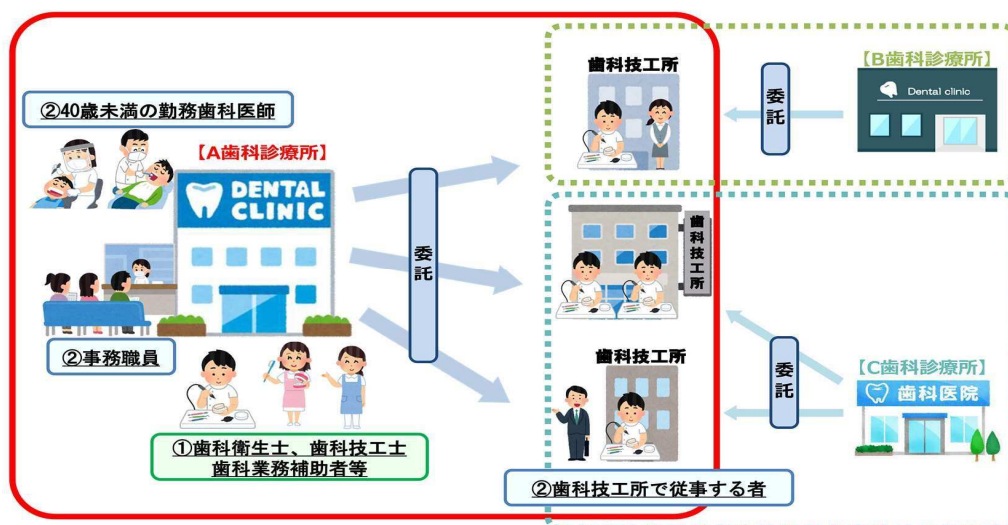 ②40歳未満の勤務歯科医師
【A歯科診療所】
DENTAL
CLINIC
②事務職員
①歯科衛生士、歯科技工士
歯科業務補助者等
委託
歯科技工所
委託
【B歯科診療所】
Dental clinic
歯科技工所
歯科技工所
委託
【C歯科診療所】
歯科医院
②歯科技工所で従事する者